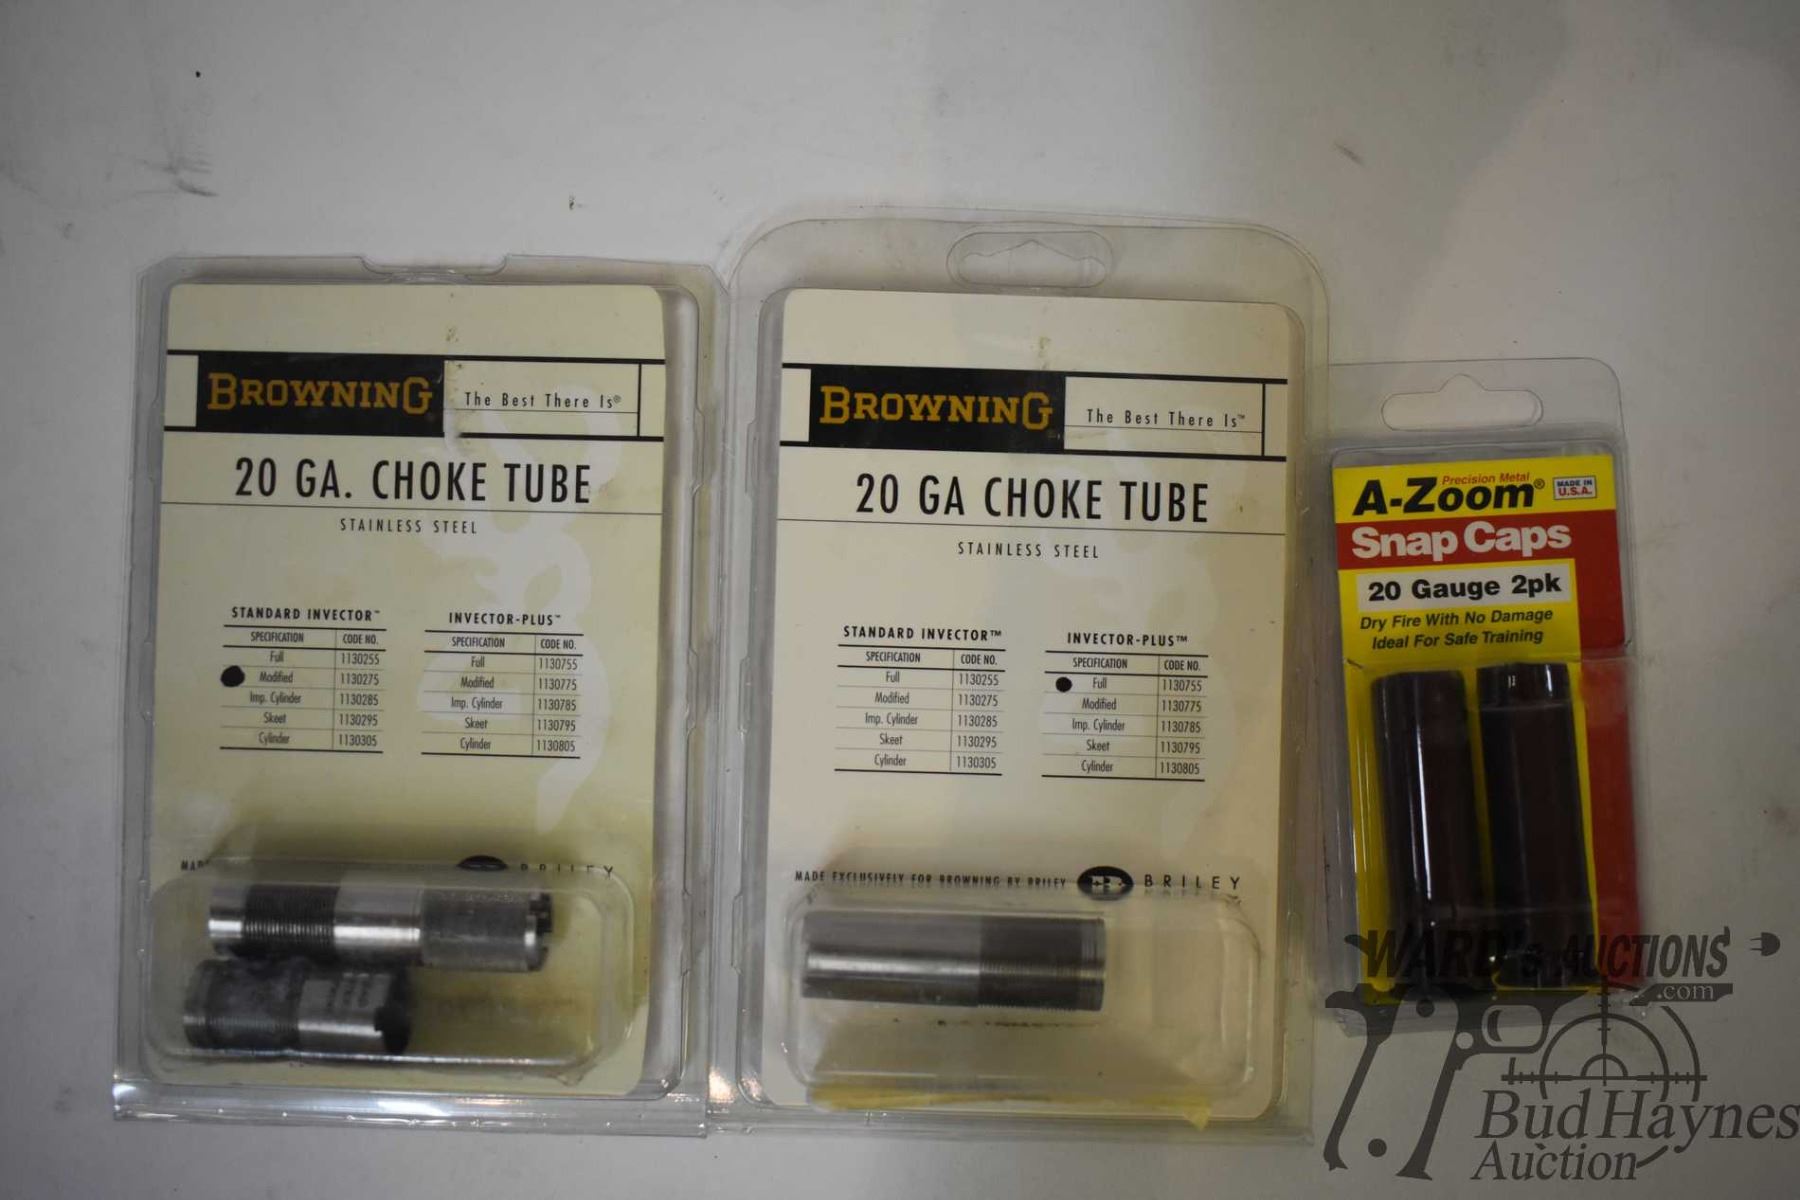 BROWNING The Best There Is®
20 GA. CHOKE TUBE
STAINLESS STEEL
STANDARD INVECTOR™
SPECIFICATION CODE NO.
Full 1130255
Modified 1130275
Imp. Cylinder 1130285
Skeet 1130295
Cylinder 1130305
INVECTOR-PLUS™
SPECIFICATION CODE NO.
Full 1130755
Modified 1130775
Imp. Cylinder 1130785
Skeet 1130795
Cylinder 1130805
BRILEY
BROWNING The Best There Is™
20 GA CHOKE TUBE
STAINLESS STEEL
STANDARD INVECTOR™
SPECIFICATION CODE NO.
Full 1130255
Modified 1130275
Imp. Cylinder 1130285
Skeet 1130295
Cylinder 1130305
INVECTOR-PLUS™
SPECIFICATION CODE NO.
Full 1130755
Modified 1130775
Imp. Cylinder 1130785
Skeet 1130795
Cylinder 1130805
MADE EXCLUSIVELY FOR BROWNING BY BRILEY BRILEY
Precision Metal
A-Zoom®
MADE IN
U.S.A.
Snap Caps
20 Gauge 2pk
Dry Fire With No Damage
Ideal For Safe Training
WARD'S AUCTIONS
.com
Bud Haynes
Auction